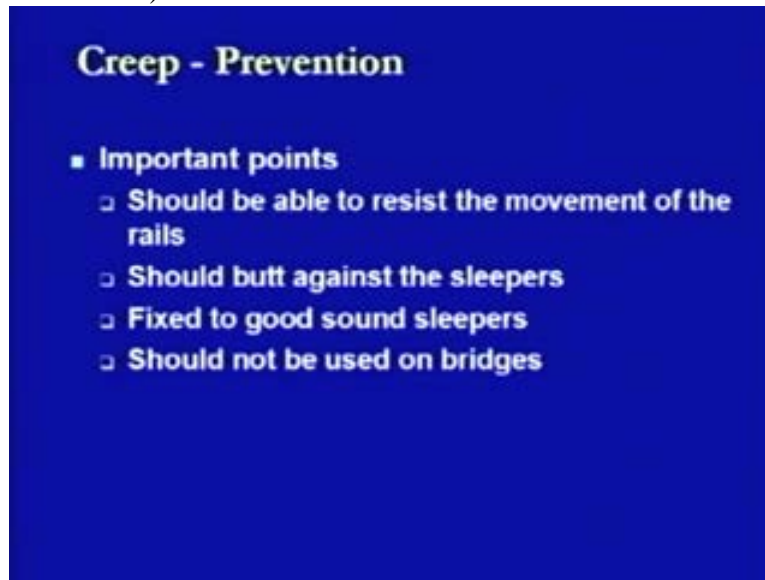 Creep - Prevention
Important points
Should be able to resist the movement of the
rails
Should butt against the sleepers
Fixed to good sound sleepers
Should not be used on bridges